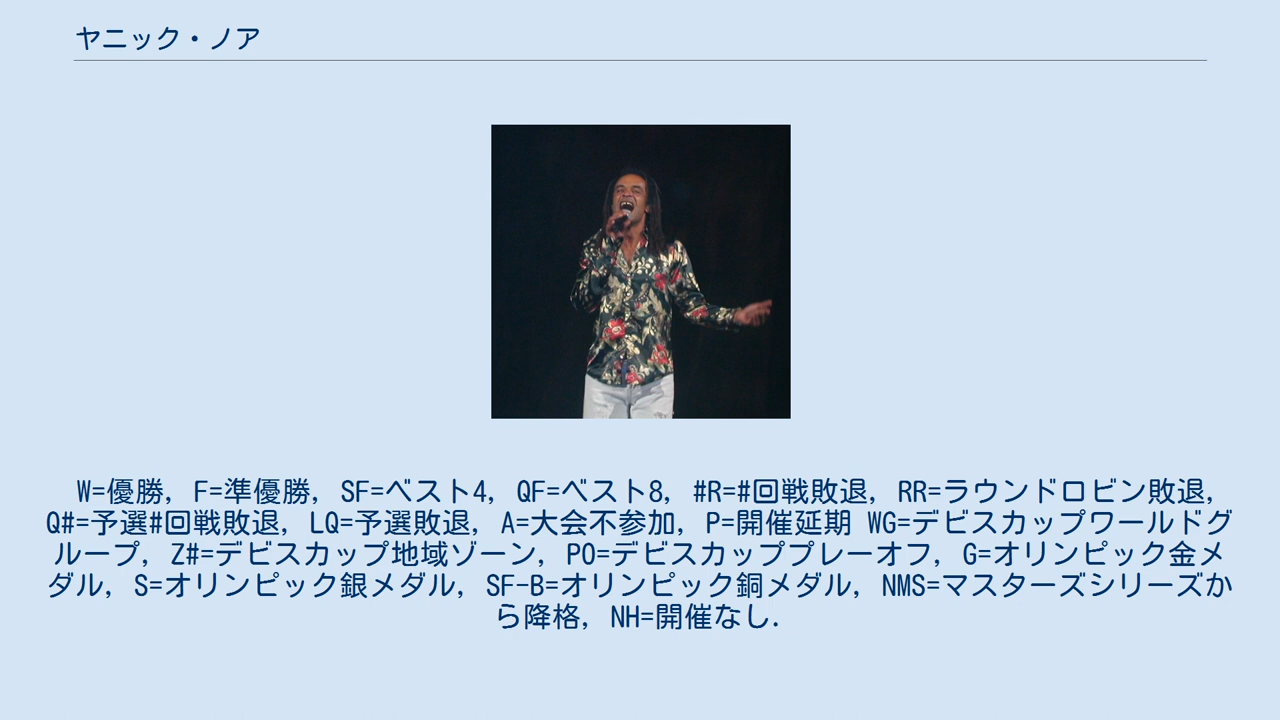 ヤニック・ノア
W=優勝, F=準優勝, SF=ベスト4, QF=ベスト8, #R=#回戦敗退, RR=ラウンドロビン敗退,
Q#=予選#回戦敗退, LQ=予選敗退, A=大会不参加, P=開催延期 WG=デビスカップワールドグ
ループ, Z#=デビスカップ地域ゾーン, PO=デビスカッププレーオフ, G=オリンピック金メ
ダル, S=オリンピック銀メダル, SF-B=オリンピック銅メダル, NMS=マスターズシリーズか
ら降格, NH=開催なし.